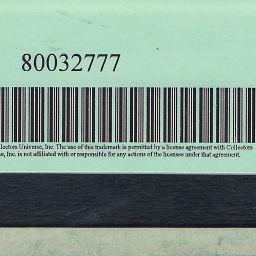 80032777
llectors Universe, Inc. The use of this trademark is permitted by a license agreement with Collectors
se, Inc. is not affiliated with or responsible for any actions of the licensee under that agreement.